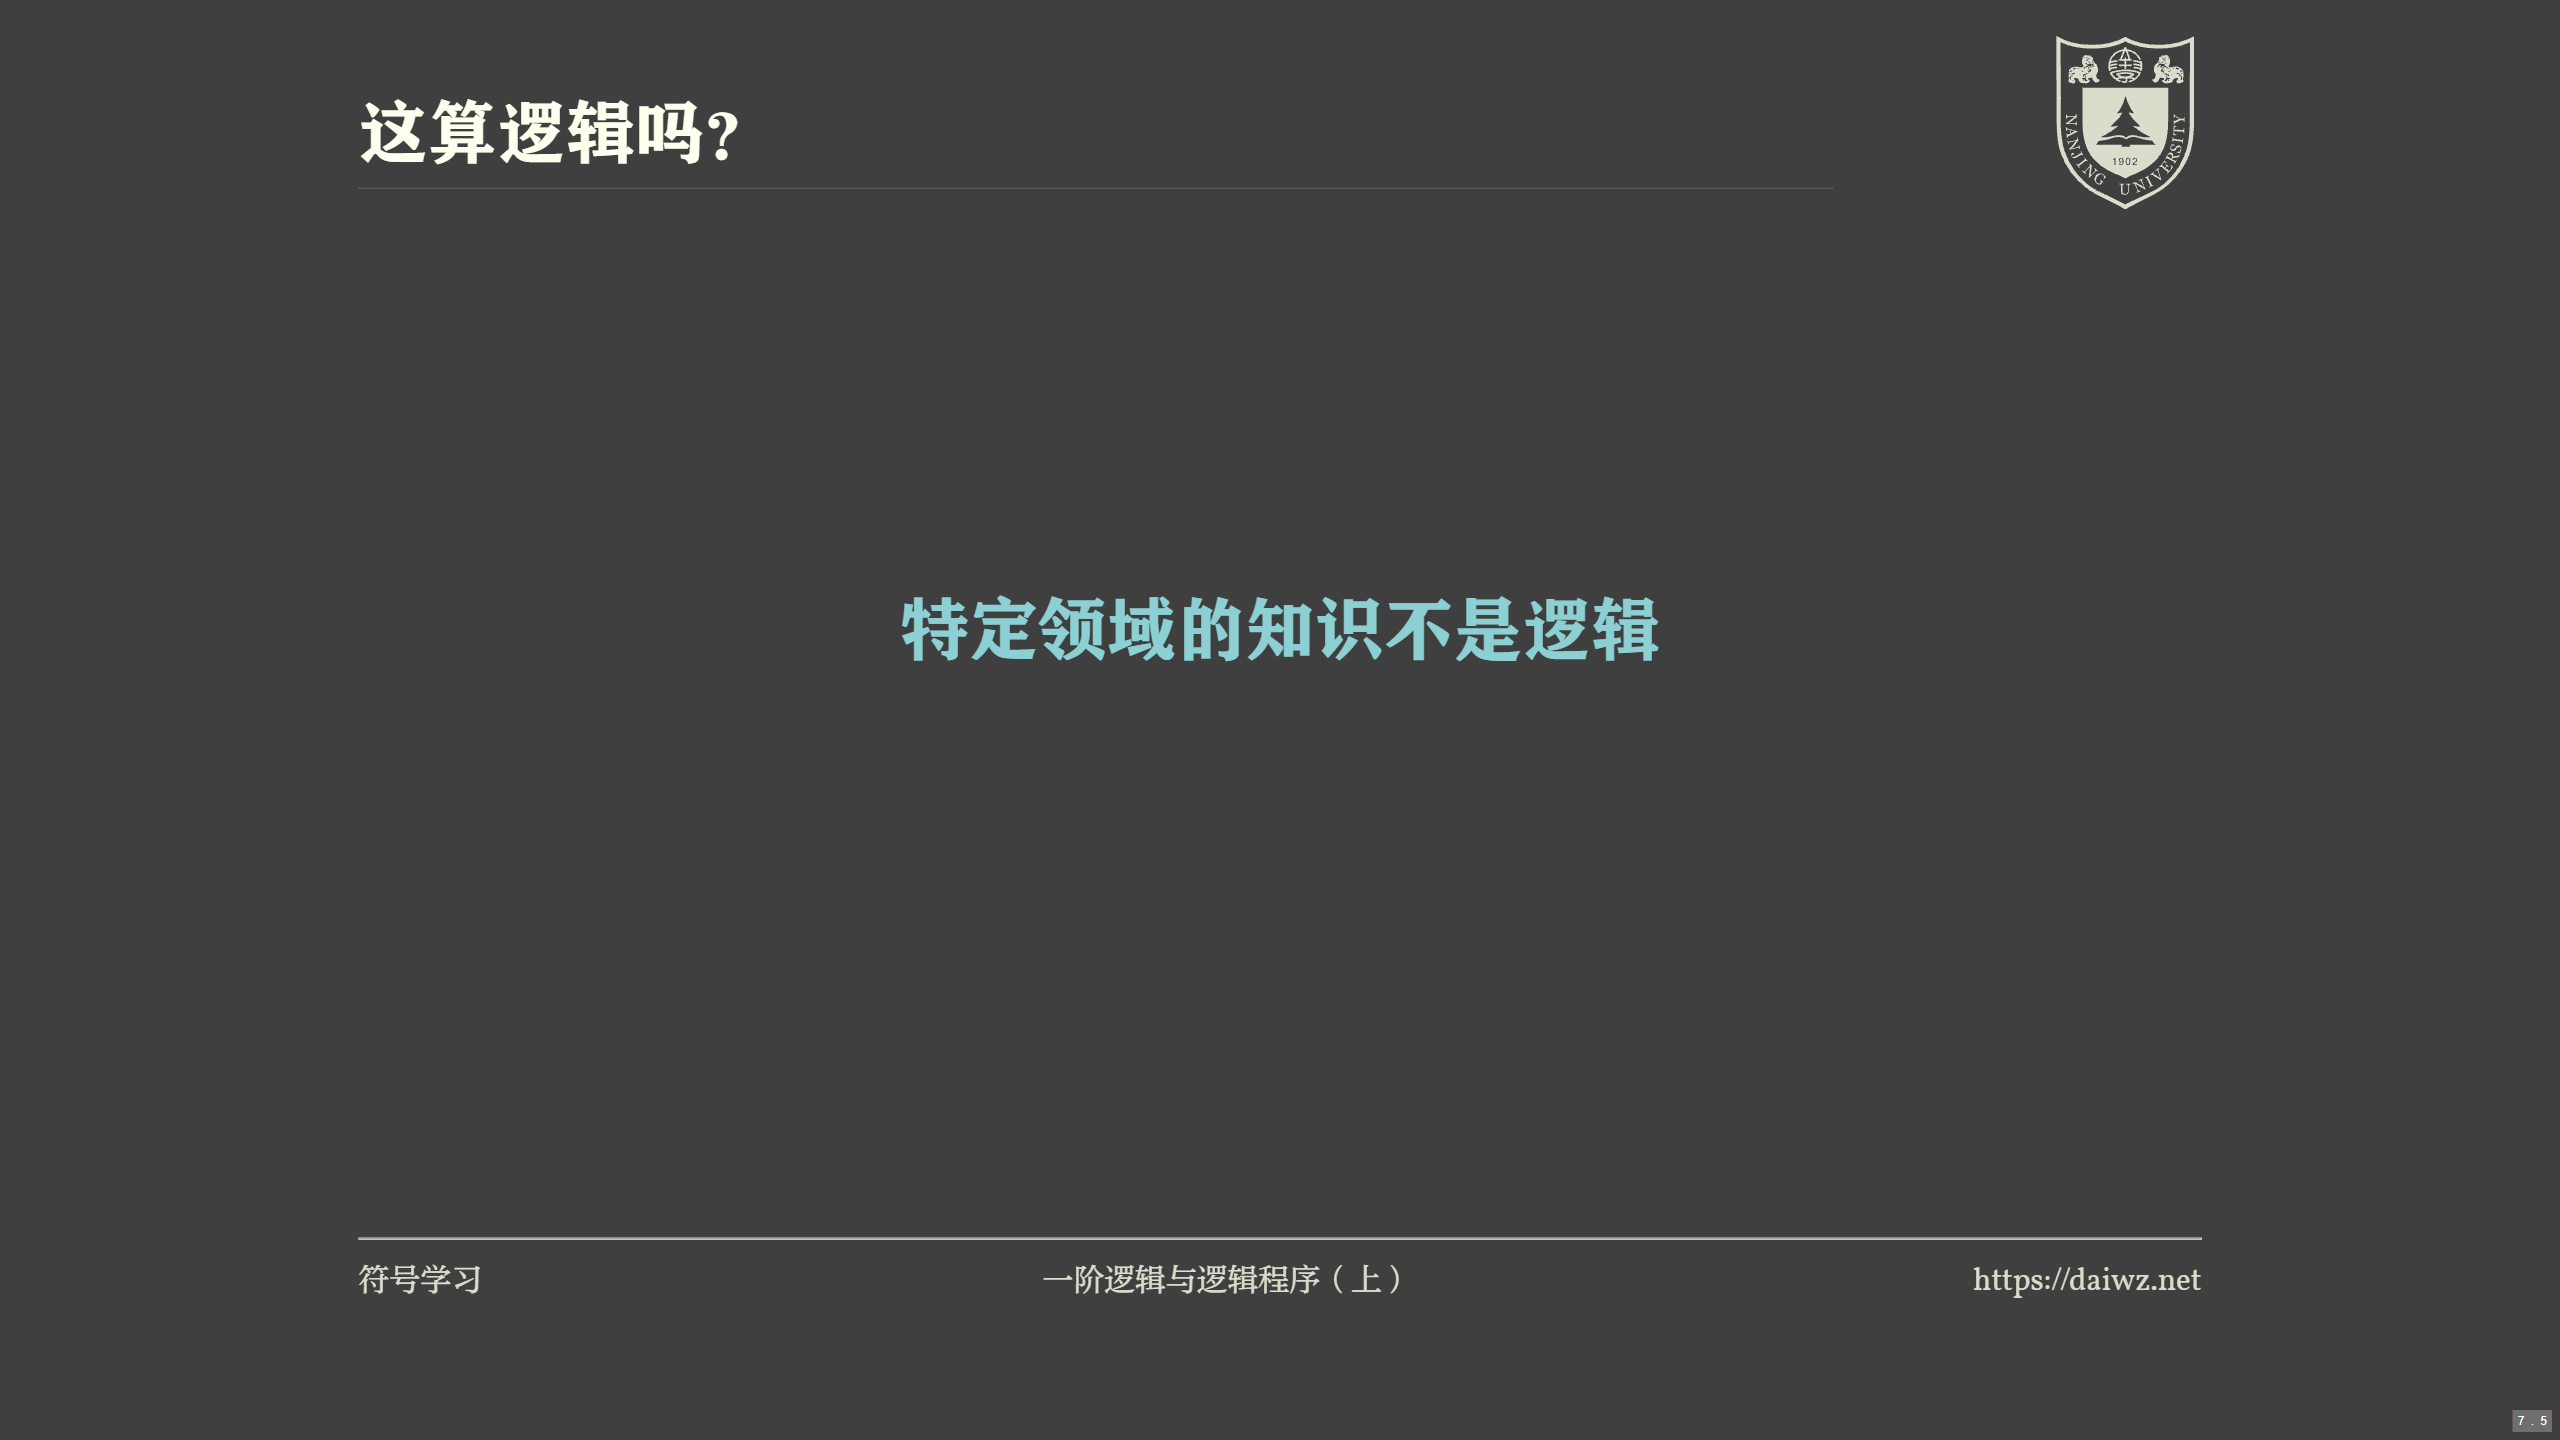 这算逻辑吗?
NANJING UNIVERSITY
1902
特定领域的知识不是逻辑
符号学习
一阶逻辑与逻辑程序（上）
https://daiwz.net
7.5